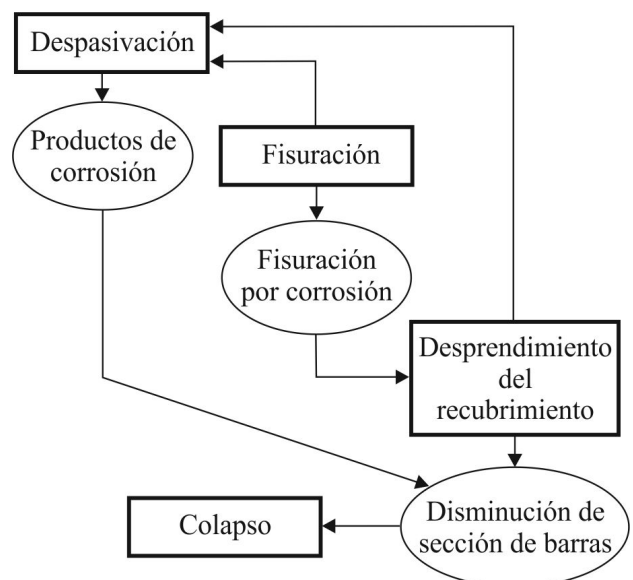 Despasivación
Productos de
corrosión
Fisuración
Fisuración
por corrosión
Desprendimiento
del
recubrimiento
Disminución de
sección de barras
Colapso